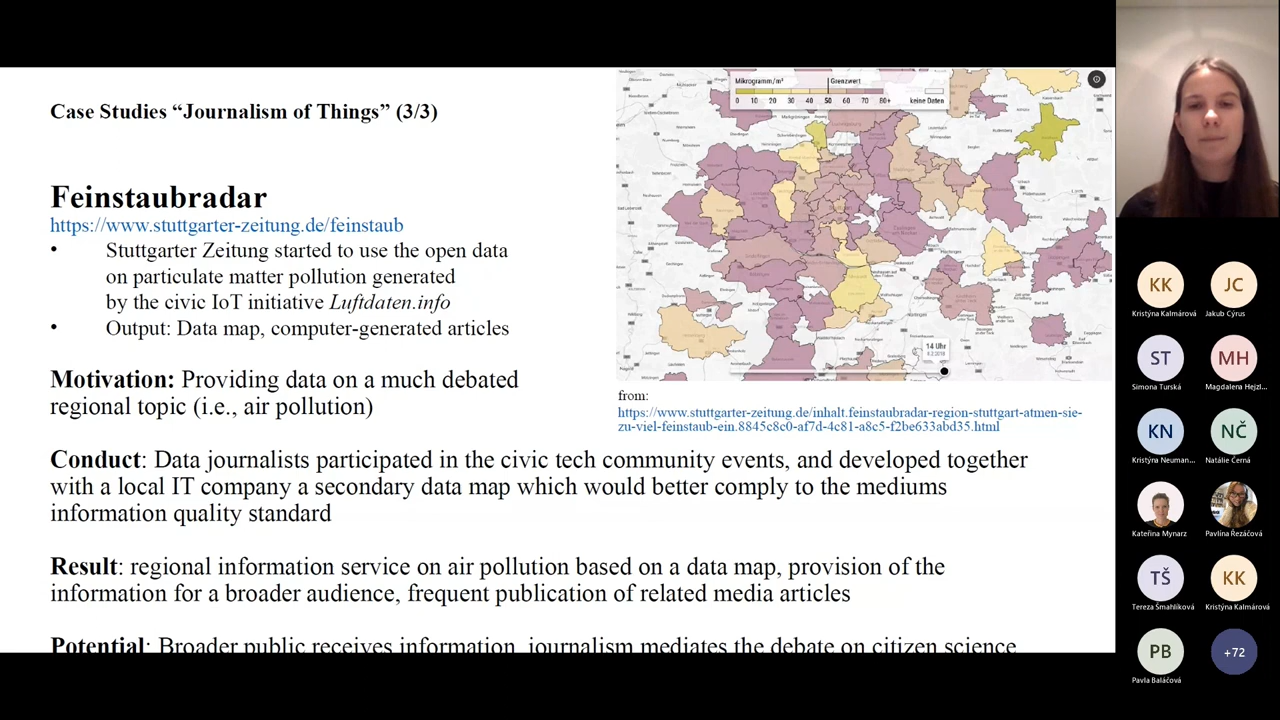 Case Studies “Journalism of Things” (3/3)
Feinstaubradar
https://www.stuttgarter-zeitung.de/feinstaub
• Stuttgarter Zeitung started to use the open data
on particulate matter pollution generated
by the civic IoT initiative Luftdaten.info
• Output: Data map, computer-generated articles
Motivation: Providing data on a much debated
regional topic (i.e., air pollution)
Mikrogramm/m³ Grenzwert
0 10 20 30 40 50 60 70 80+ keine Daten
14 Uhr
from:
https://www.stuttgarter-zeitung.de/inhalt.feinstaubradar-region-stuttgart-atmen-sie-
zu-viel-feinstaub-ein.8845c8c0-af7d-4c81-a8c5-f2be633abd35.html
Conduct: Data journalists participated in the civic tech community events, and developed together
with a local IT company a secondary data map which would better comply to the mediums
information quality standard
Result: regional information service on air pollution based on a data map, provision of the
information for a broader audience, frequent publication of related media articles
Potential: Broader public receives information, journalism mediates the debate on citizen science
KK JC
Kristýna Kalmárová Jakub Cýrus
ST MH
Simona Turská Magdalena Hejzl...
KN NČ
Kristýna Neuman... Natálie Černá
Kateřina Mynarz Pavlína Řezáčová
TŠ KK
Tereza Šmahlíková Kristýna Kalmárová
PB +72
Pavla Baláčová